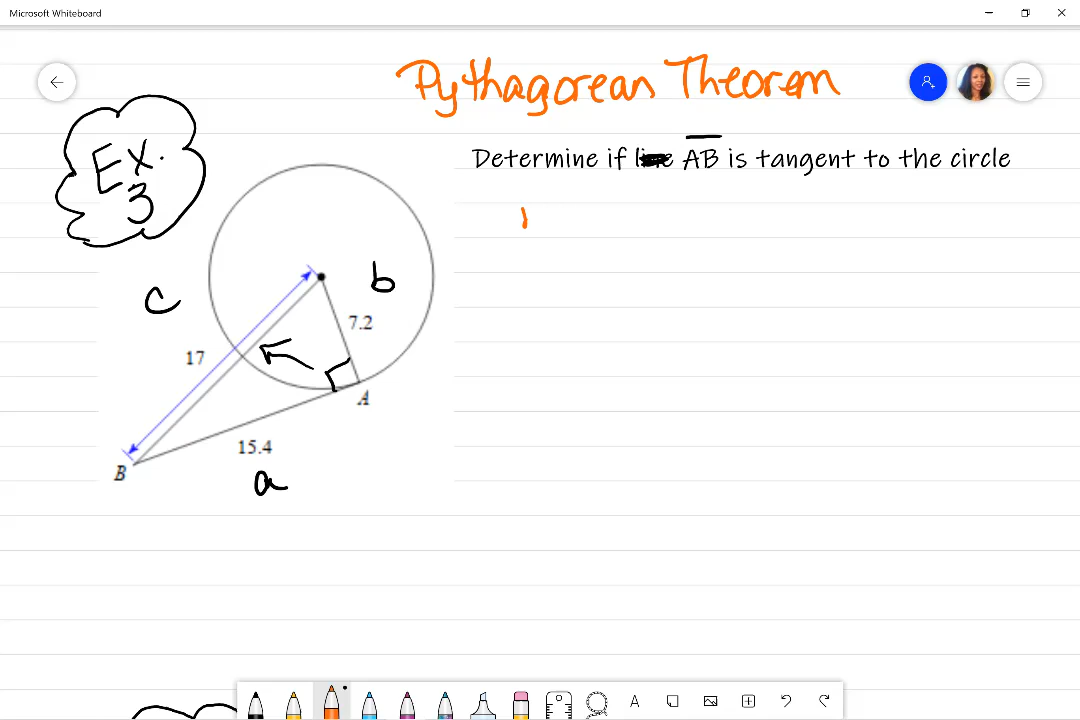 Microsoft Whiteboard
Pythagorean Theorem
EX.
3
Determine if line AB is tangent to the circle
b
c
7.2
17
A
15.4
B
a
A